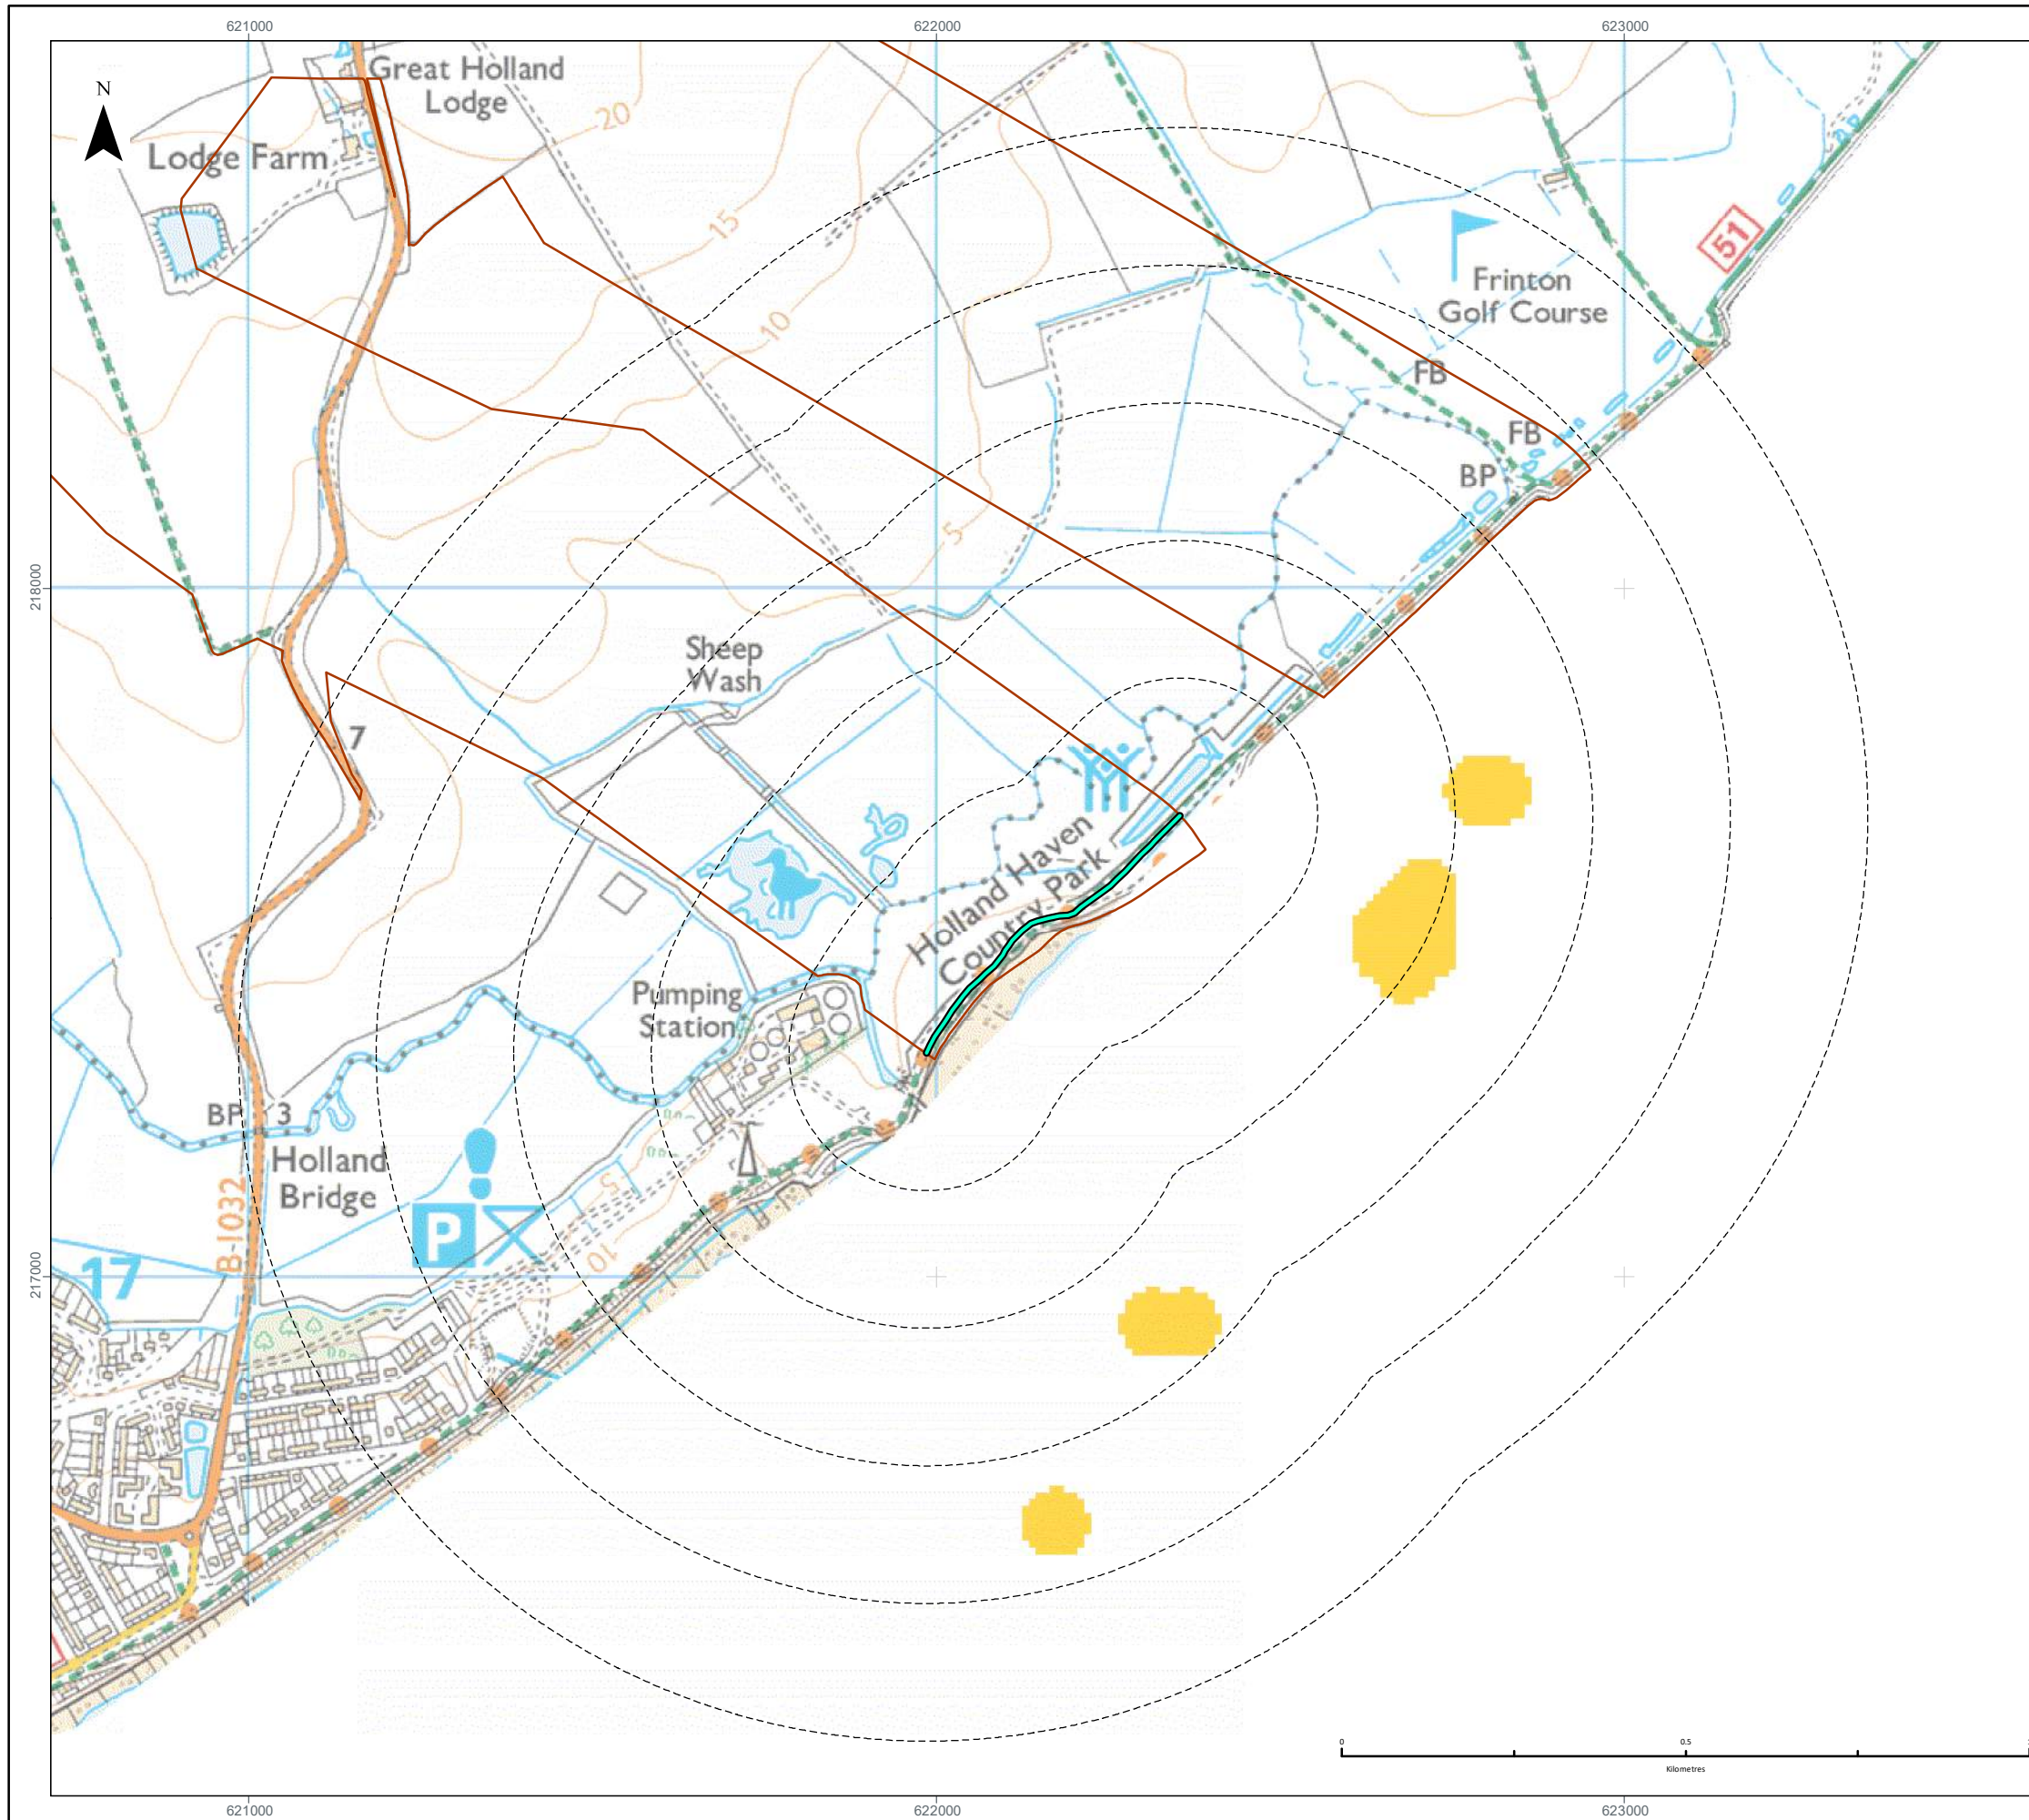 621000
622000
623000
N
Great Holland
Lodge
20
Lodge Farm
15
51
Frinton
Golf Course
10
FB
FB
BP
5
218000
Sheep
Wash
7
Holland Haven
Country Park
Pumping
Station
BP
3
Holland
Bridge
B 1032
P
15
10
17
217000
0
0.5
Kilometres
621000
622000
623000